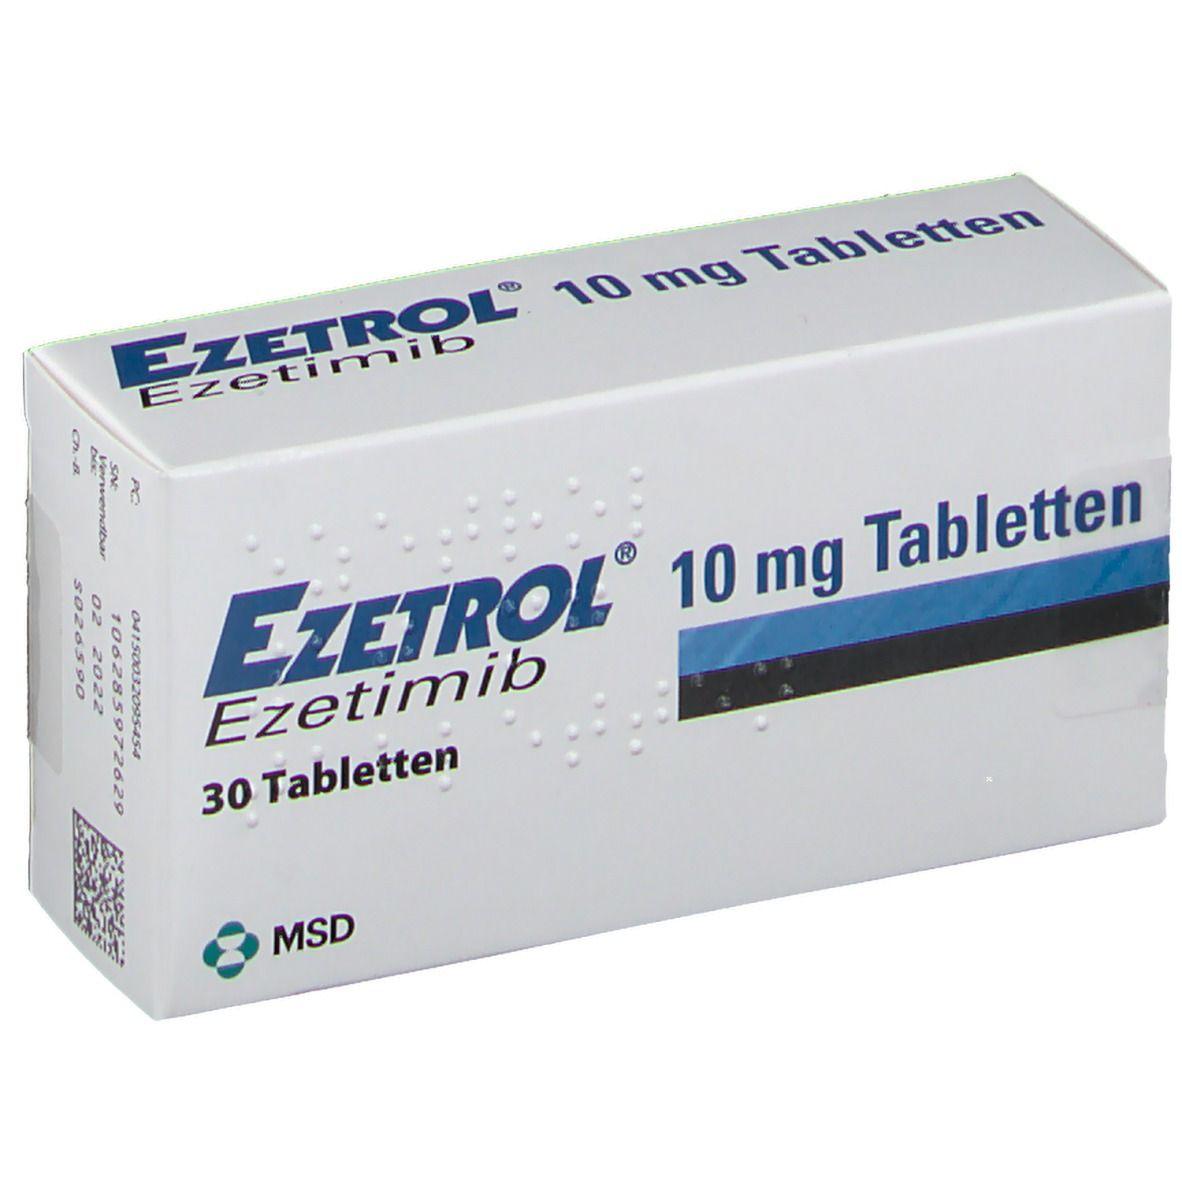 EZETROL® 10 mg Tabletten
Ezetimib
EZETROL® 10 mg Tabletten
Ezetimib
30 Tabletten
MSD
PC: 04150032095454
SN: 10628597262​9
Verwendbar
bis: 02 2022
Ch.-B. S026590